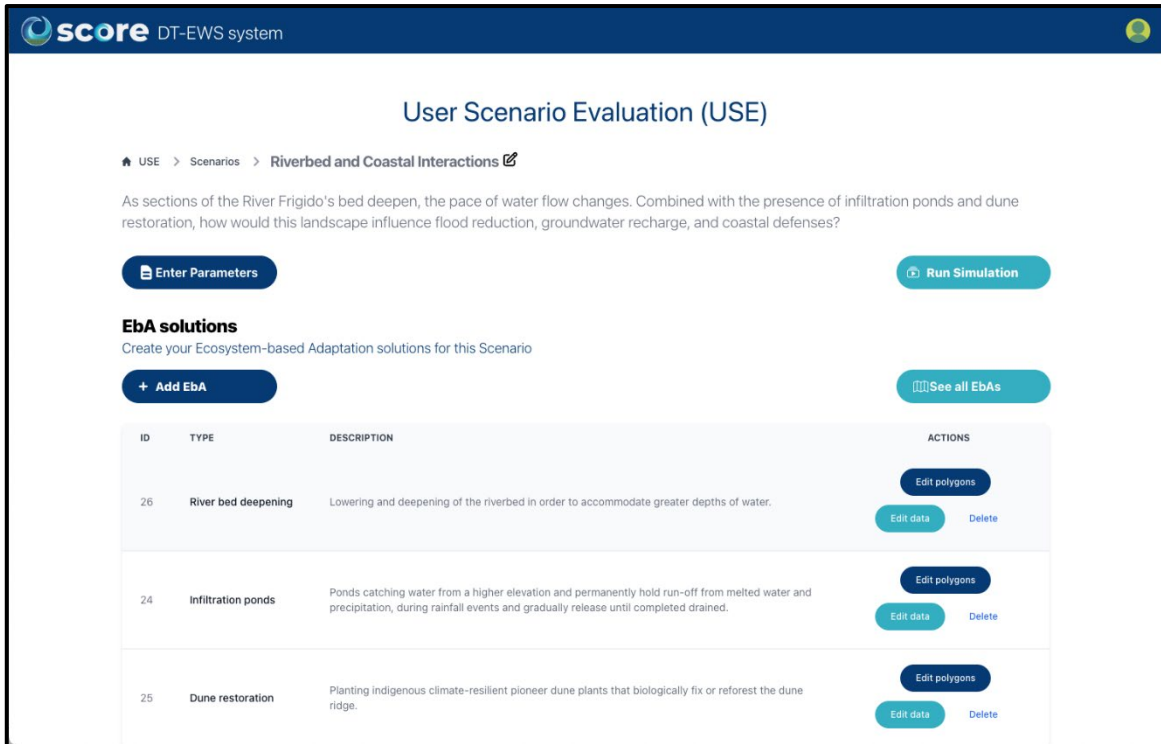 score DT-EWS system
User Scenario Evaluation (USE)
USE > Scenarios > Riverbed and Coastal Interactions
As sections of the River Frigido's bed deepen, the pace of water flow changes. Combined with the presence of infiltration ponds and dune
restoration, how would this landscape influence flood reduction, groundwater recharge, and coastal defenses?
Enter Parameters
Run Simulation
EbA solutions
Create your Ecosystem-based Adaptation solutions for this Scenario
+ Add EbA
See all EbAs
ID TYPE DESCRIPTION ACTIONS
Edit polygons
26 River bed deepening Lowering and deepening of the riverbed in order to accommodate greater depths of water.
Edit data Delete
Edit polygons
24 Infiltration ponds Ponds catching water from a higher elevation and permanently hold run-off from melted water and
precipitation, during rainfall events and gradually release until completed drained.
Edit data Delete
Edit polygons
25 Dune restoration Planting indigenous climate-resilient pioneer dune plants that biologically fix or reforest the dune
ridge.
Edit data Delete